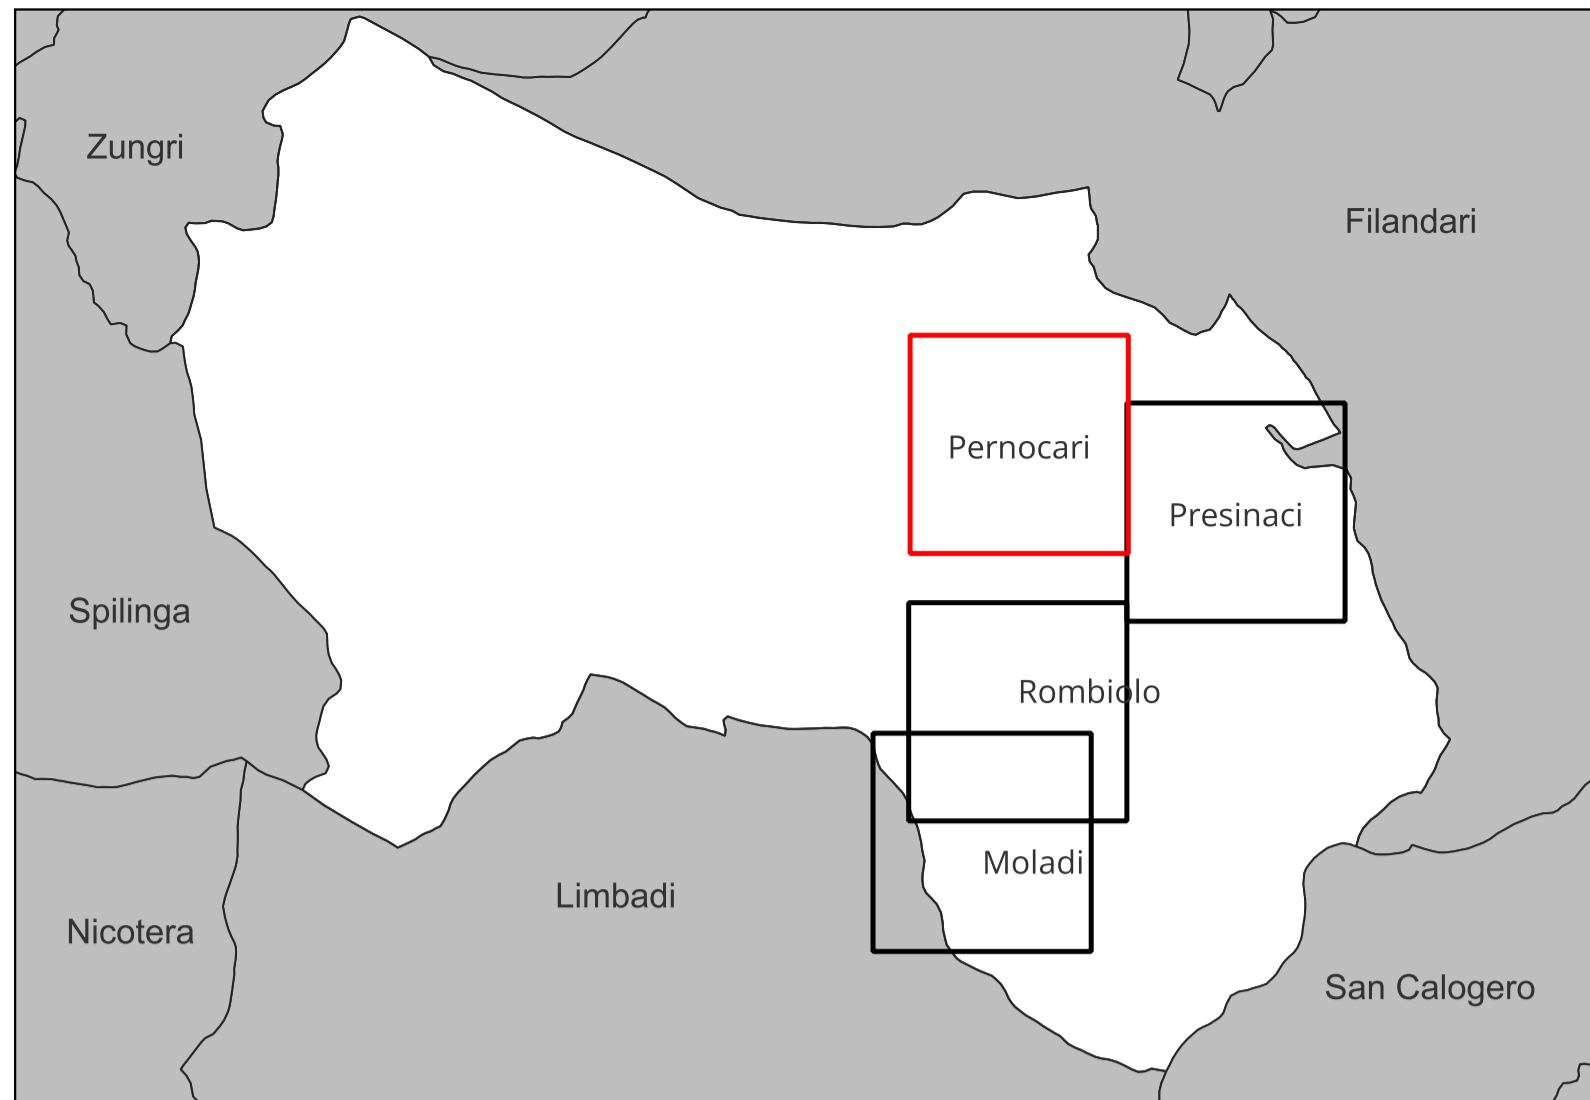 Zungri
Filandari
Pernocari
Presinaci
Spilinga
Rombiolo
Moladi
Limbadi
Nicotera
San Calogero